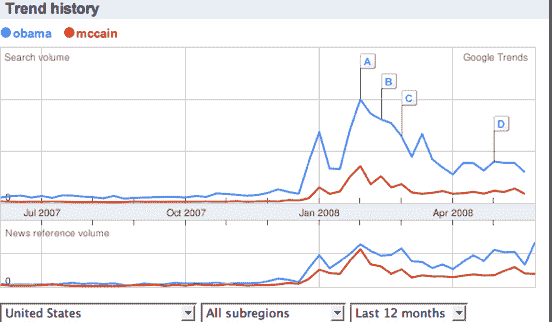 Trend history
obama mccain
Search volume Google Trends
A
B
C
D
0
Jul 2007 Oct 2007 Jan 2008 Apr 2008
News reference volume
0
United States All subregions Last 12 months